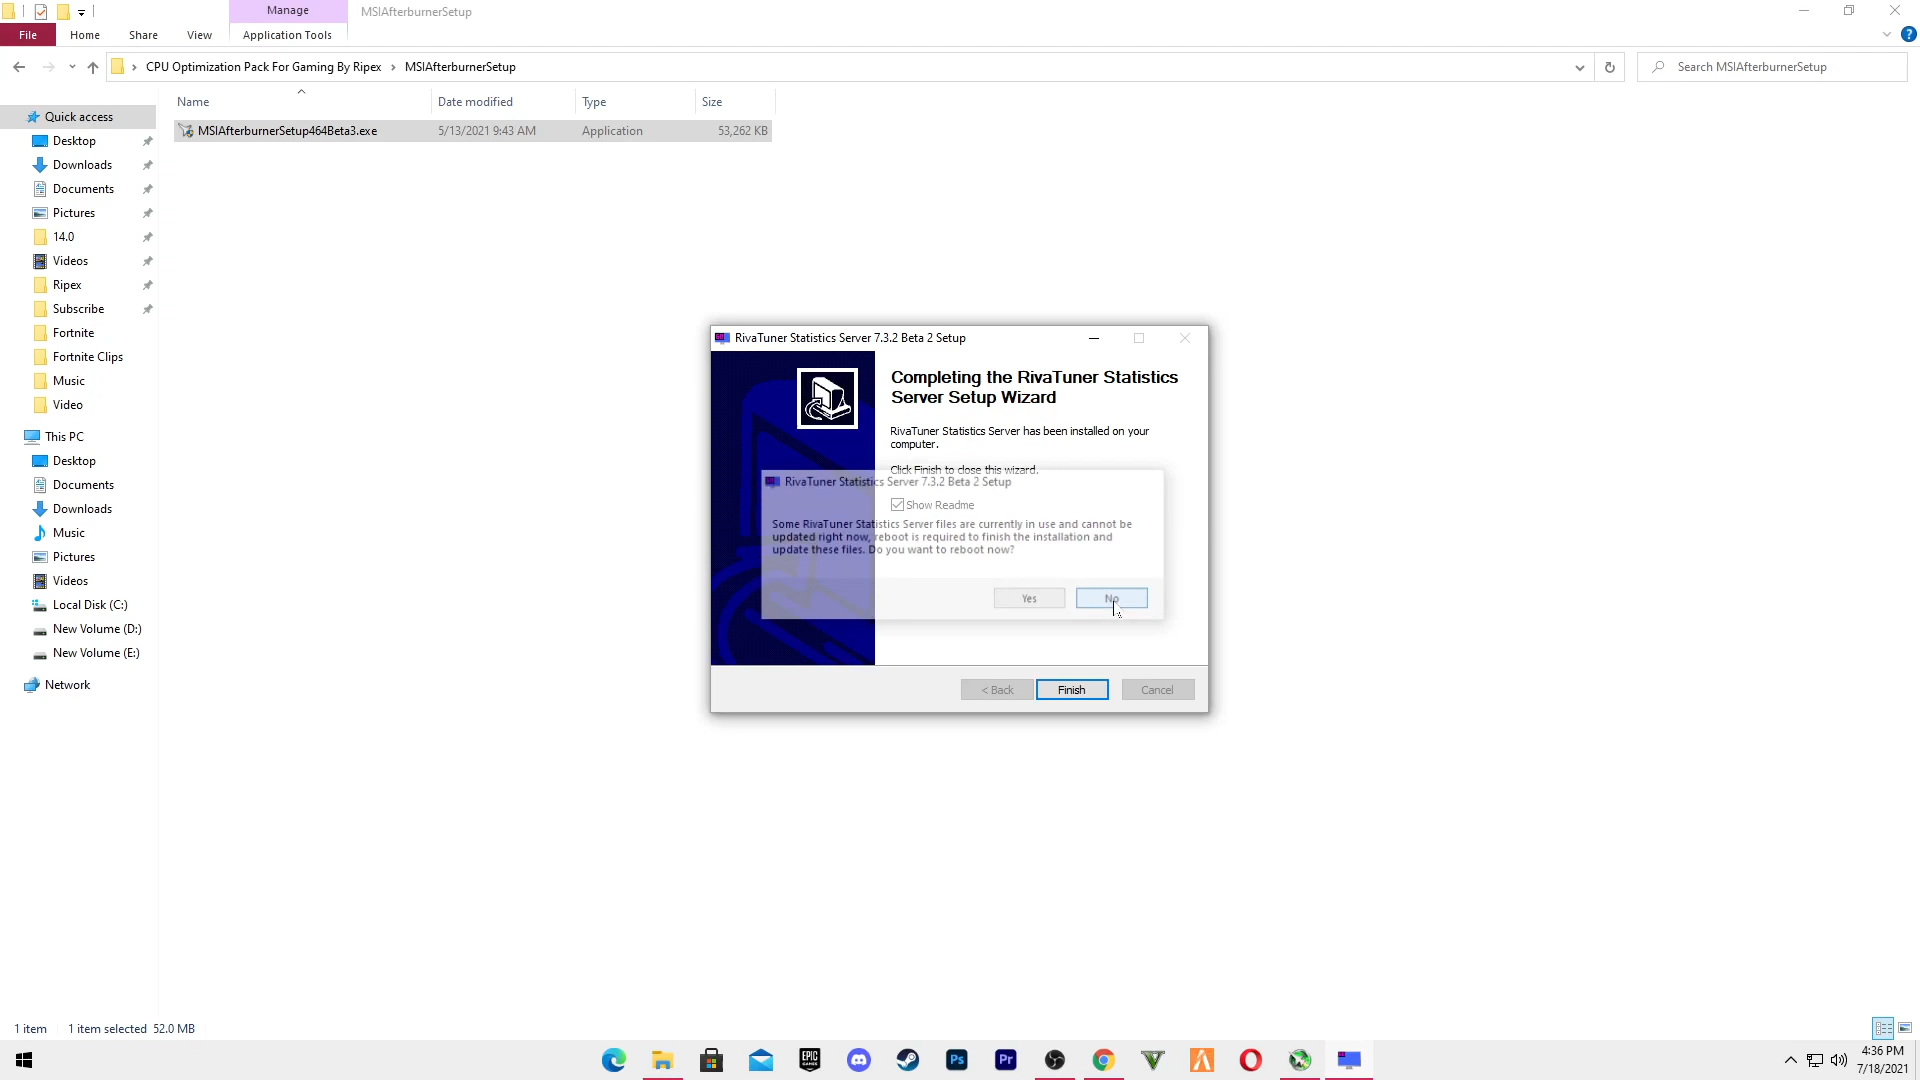 Manage
MSIAfterburnerSetup
File
Home
Share
View
Application Tools
CPU Optimization Pack For Gaming By Ripex
MSIAfterburnerSetup
Search MSIAfterburnerSetup
Name
Date modified
Type
Size
MSIAfterburnerSetup464Beta3.exe
5/13/2021 9:43 AM
Application
53,262 KB
Quick access
Desktop
Downloads
Documents
Pictures
14.0
Videos
Ripex
Subscribe
Fortnite
Fortnite Clips
Music
Video
This PC
Desktop
Documents
Downloads
Music
Pictures
Videos
Local Disk (C:)
New Volume (D:)
New Volume (E:)
Network
RivaTuner Statistics Server 7.3.2 Beta 2 Setup
Completing the RivaTuner Statistics
Server Setup Wizard
RivaTuner Statistics Server has been installed on your
computer.
Click Finish to close this wizard.
RivaTuner Statistics Server 7.3.2 Beta 2 Setup
Show Readme
Some RivaTuner Statistics Server files are currently in use and cannot be
updated right now, reboot is required to finish the installation and
update these files. Do you want to reboot now?
Yes
No
< Back
Finish
Cancel
1 item
1 item selected 52.0 MB
EPIC GAMES
Ps
Pr
4:36 PM
7/18/2021